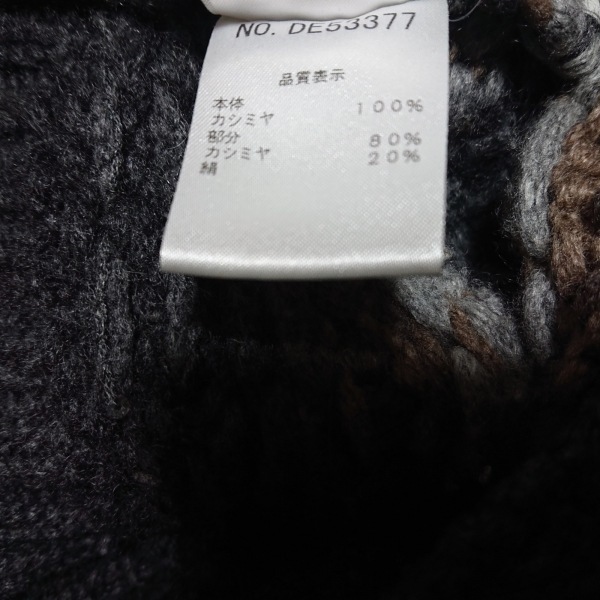 NO. DE53377
品質表示
本体
カシミヤ 100%
部分
カシミヤ 80%
絹 20%